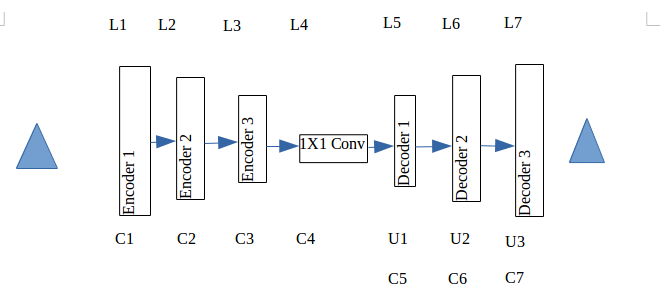 L1 L2 L3 L4 L5 L6 L7
Encoder 1
Encoder 2
Encoder 3
1X1 Conv
Decoder 1
Decoder 2
Decoder 3
C1 C2 C3 C4 U1 U2 U3
C5 C6 C7